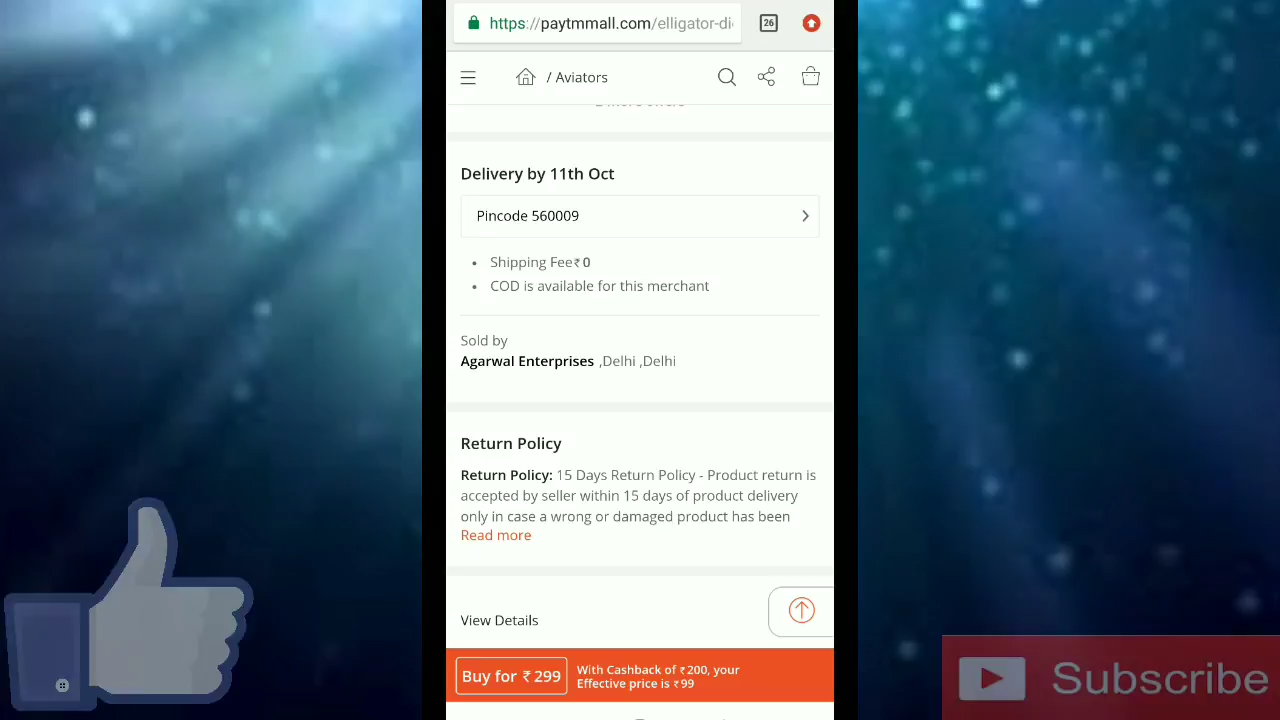 https://paytmmall.com/elligator-di
26
/ Aviators
Delivery by 11th Oct
Pincode 560009
• Shipping Fee₹ 0
• COD is available for this merchant
Sold by
Agarwal Enterprises ,Delhi ,Delhi
Return Policy
Return Policy: 15 Days Return Policy - Product return is
accepted by seller within 15 days of product delivery
only in case a wrong or damaged product has been
Read more
View Details
Buy for ₹ 299
With Cashback of ₹200, your
Effective price is ₹99
Subscribe